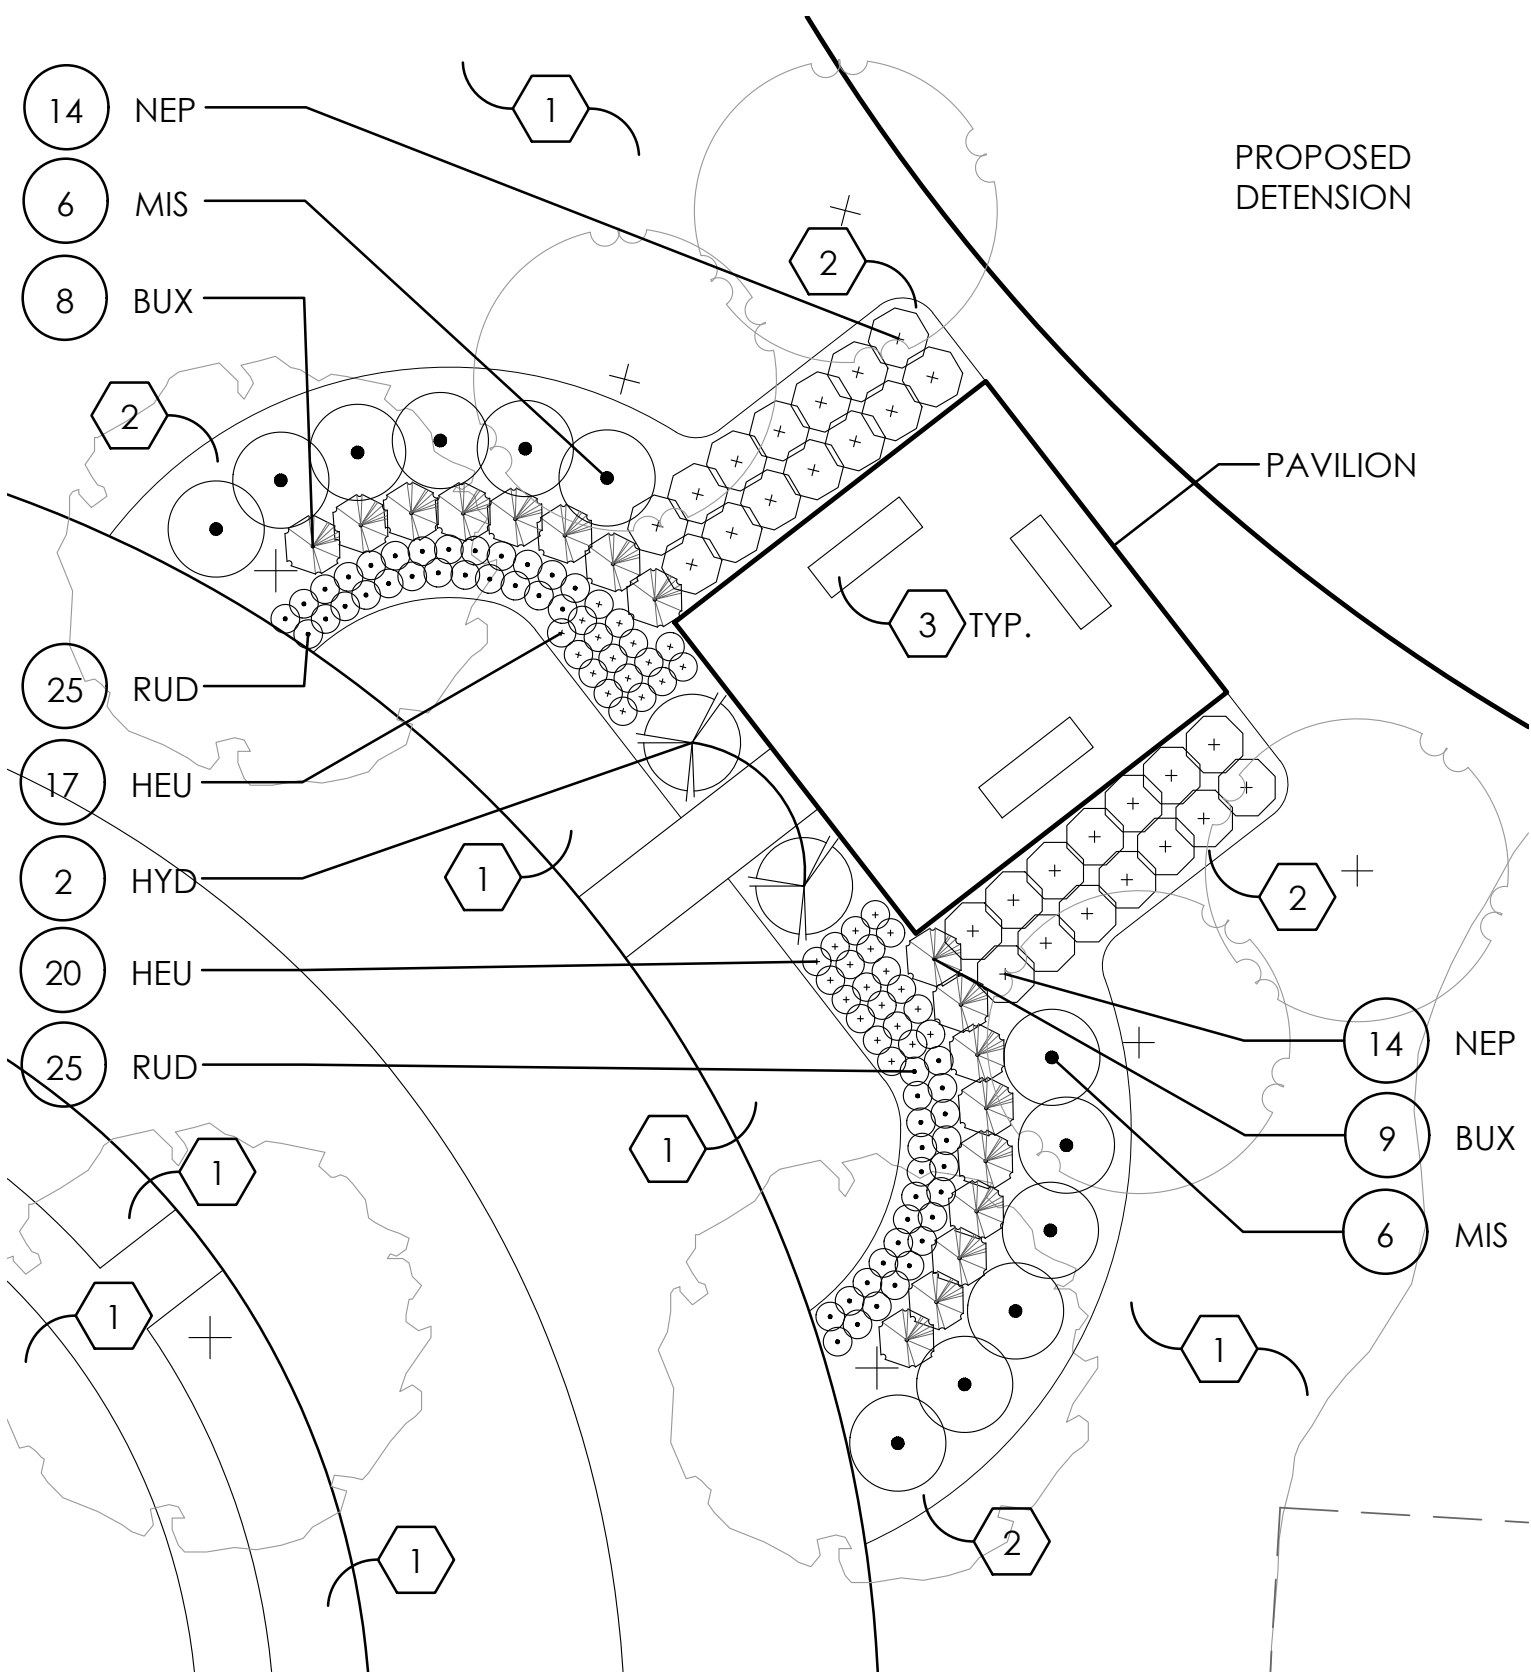 14 NEP
1
PROPOSED
DETENSION
6 MIS
2
8 BUX
2
PAVILION
3 TYP.
25 RUD
17 HEU
2 HYD
1
2
20 HEU
14 NEP
25 RUD
9 BUX
1
1
6 MIS
1
1
2
1